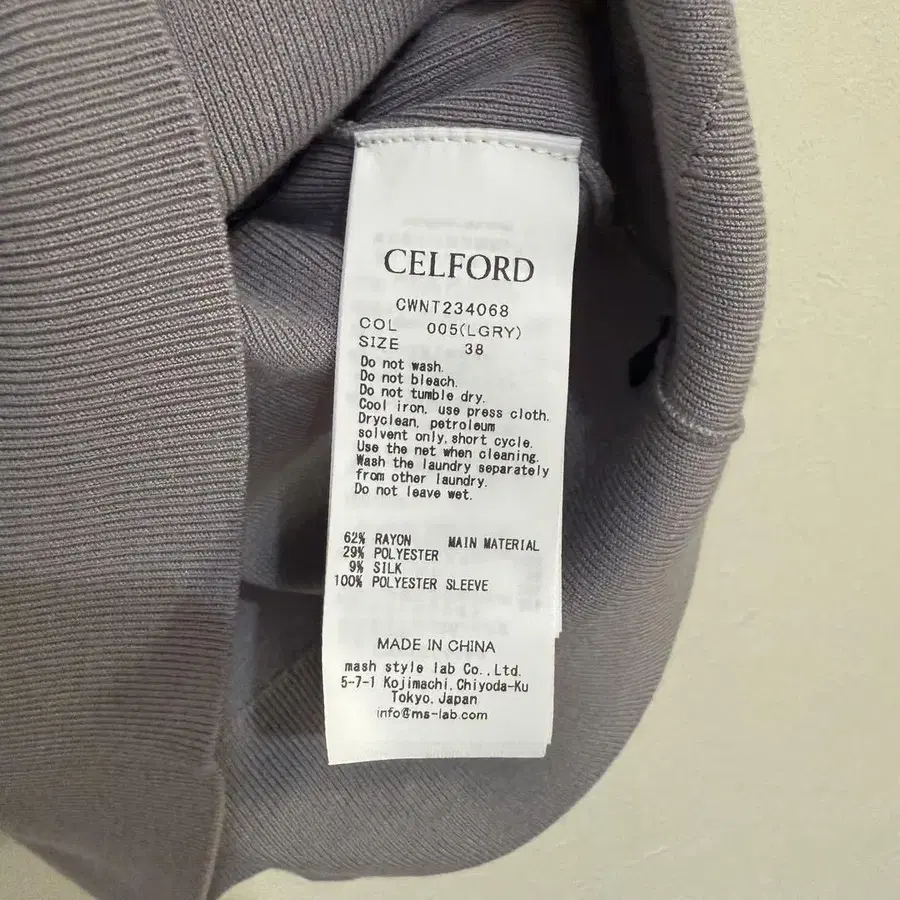 CELFORD
CWNT234068
COL 005(LGRY)
SIZE 38
Do not wash.
Do not bleach.
Do not tumble dry.
Cool iron, use press cloth.
Dryclean, petroleum
solvent only, short cycle.
Use the net when cleaning.
Wash the laundry separately
from other laundry.
Do not leave wet.
62% RAYON MAIN MATERIAL
29% POLYESTER
9% SILK
100% POLYESTER SLEEVE
MADE IN CHINA
mash style lab Co., Ltd.
5-7-1 Kojimachi, Chiyoda-Ku
Tokyo, Japan
info@ms-lab.com